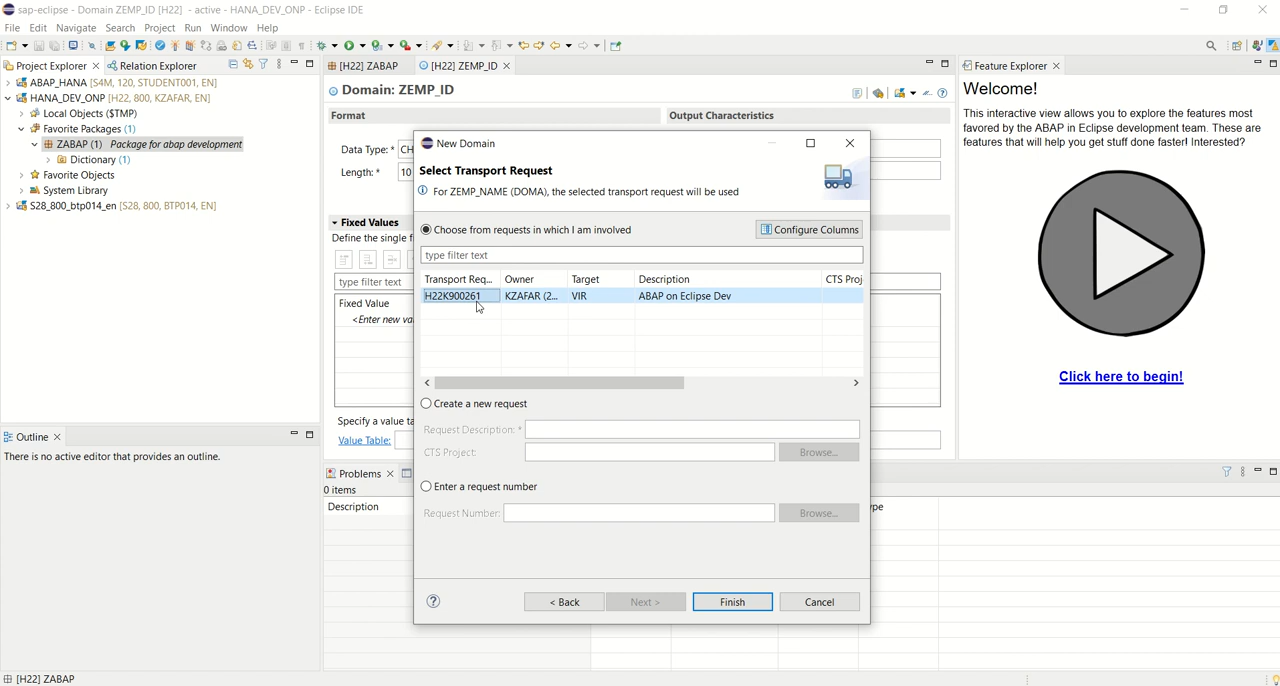 sap-eclipse - Domain ZEMP_ID [H22] - active - HANA_DEV_ONP - Eclipse IDE
File Edit Navigate Search Project Run Window Help
Project Explorer
Relation Explorer
ABAP_HANA [S4M, 120, STUDENT001, EN]
HANA_DEV_ONP [H22, 800, KZAFAR, EN]
Local Objects ($TMP)
Favorite Packages (1)
ZABAP (1) Package for abap development
Dictionary (1)
Favorite Objects
System Library
S28_800_btp014_en [S28, 800, BTP014, EN]
Outline
There is no active editor that provides an outline.
[H22] ZABAP
[H22] ZEMP_ID
Domain: ZEMP_ID
Format
Output Characteristics
Data Type: * CH
Length: * 10
Fixed Values
Define the single f
type filter text
Fixed Value
<Enter new va
Specify a value ta
Value Table:
New Domain
Select Transport Request
For ZEMP_NAME (DOMA), the selected transport request will be used
Choose from requests in which I am involved
Configure Columns
type filter text
Transport Req... Owner Target Description CTS Proj
H22K900261 KZAFAR (2... VIR ABAP on Eclipse Dev
Create a new request
Request Description: *
CTS Project:
Browse...
Enter a request number
Request Number:
Browse...
< Back
Next >
Finish
Cancel
Problems
0 items
Description
ype
Feature Explorer
Welcome!
This interactive view allows you to explore the features most
favored by the ABAP in Eclipse development team. These are
features that will help you get stuff done faster! Interested?
Click here to begin!
[H22] ZABAP